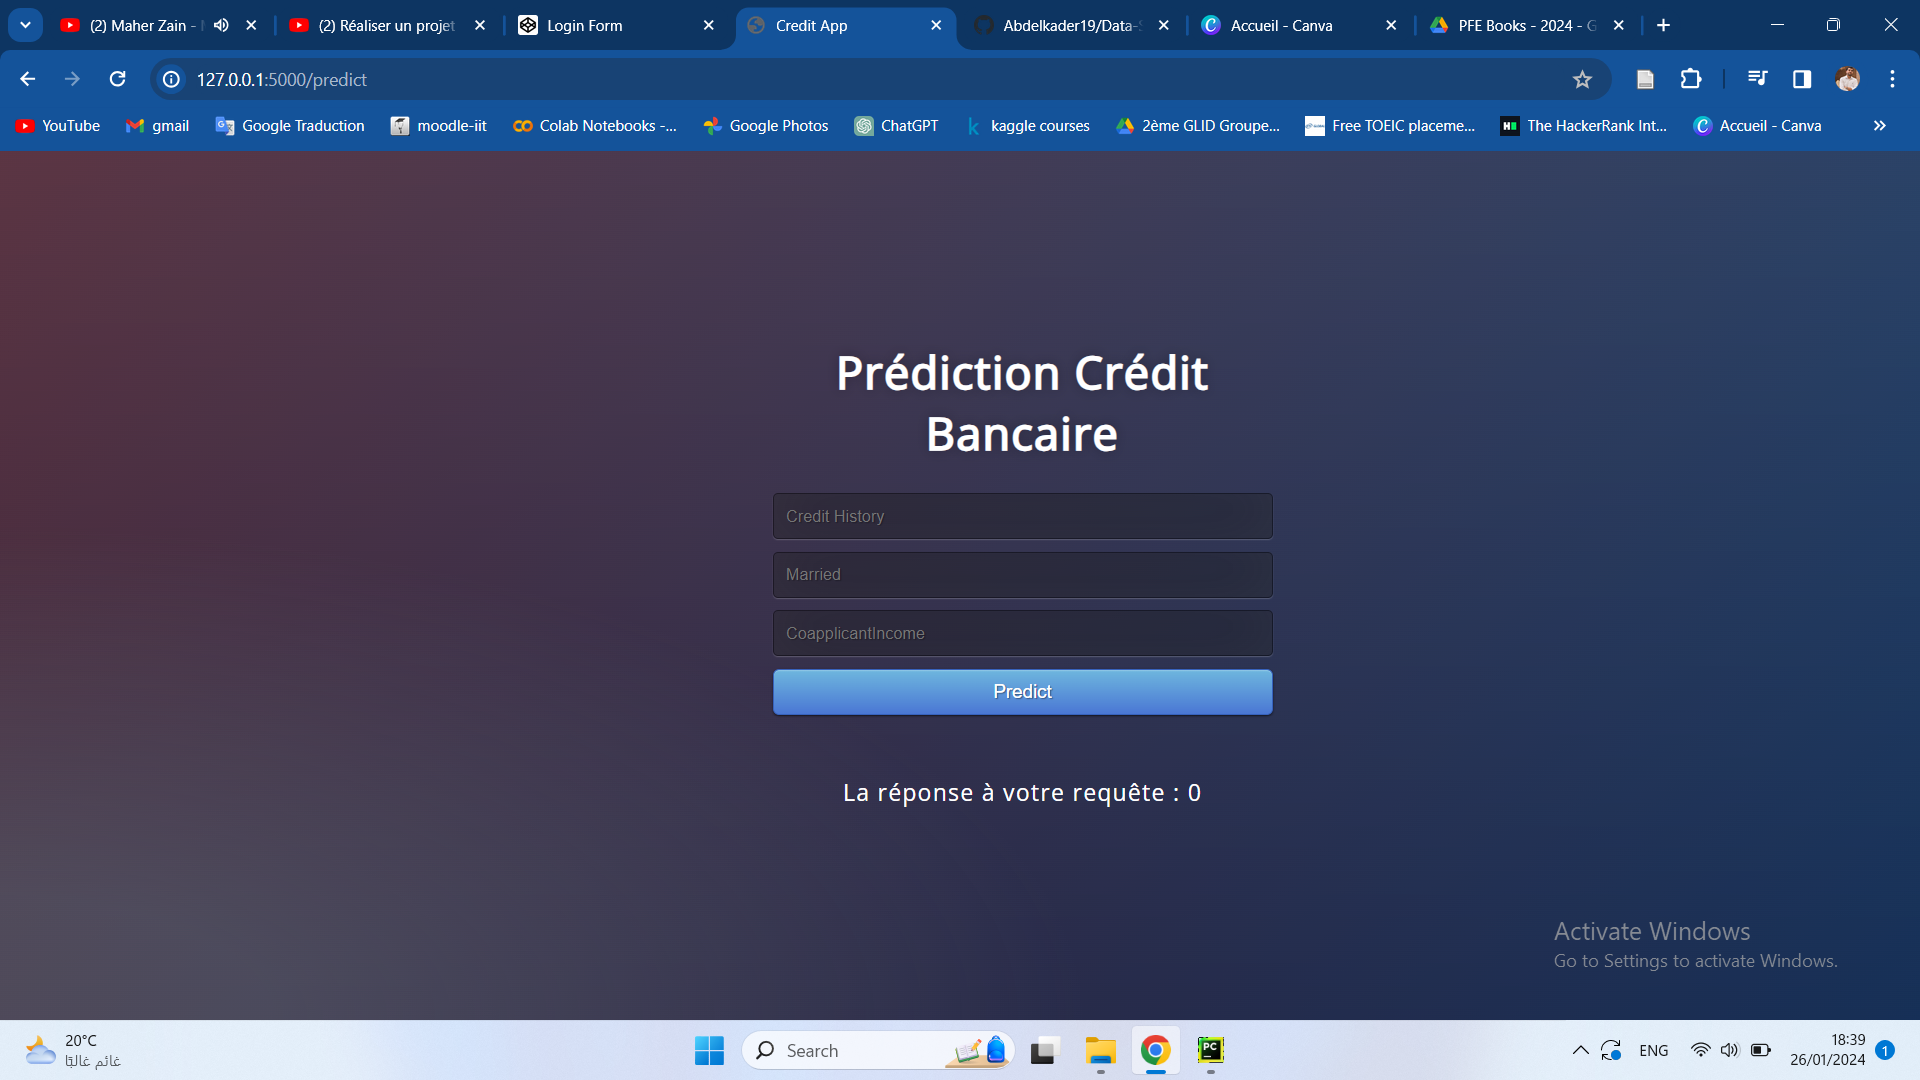 (2) Maher Zain -
(2) Réaliser un projet
Login Form
Credit App
Abdelkader19/Data-
Accueil - Canva
PFE Books - 2024 - G
127.0.0.1:5000/predict
YouTube
gmail
Google Traduction
moodle-iit
Colab Notebooks -...
Google Photos
ChatGPT
kaggle courses
2ème GLID Groupe...
Free TOEIC placeme...
The HackerRank Int...
Accueil - Canva
Prédiction Crédit
Bancaire
Credit History
Married
CoapplicantIncome
Predict
La réponse à votre requête : 0
Activate Windows
Go to Settings to activate Windows.
20°C
غائم غالبًا
Search
PC
ENG
18:39
26/01/2024
1